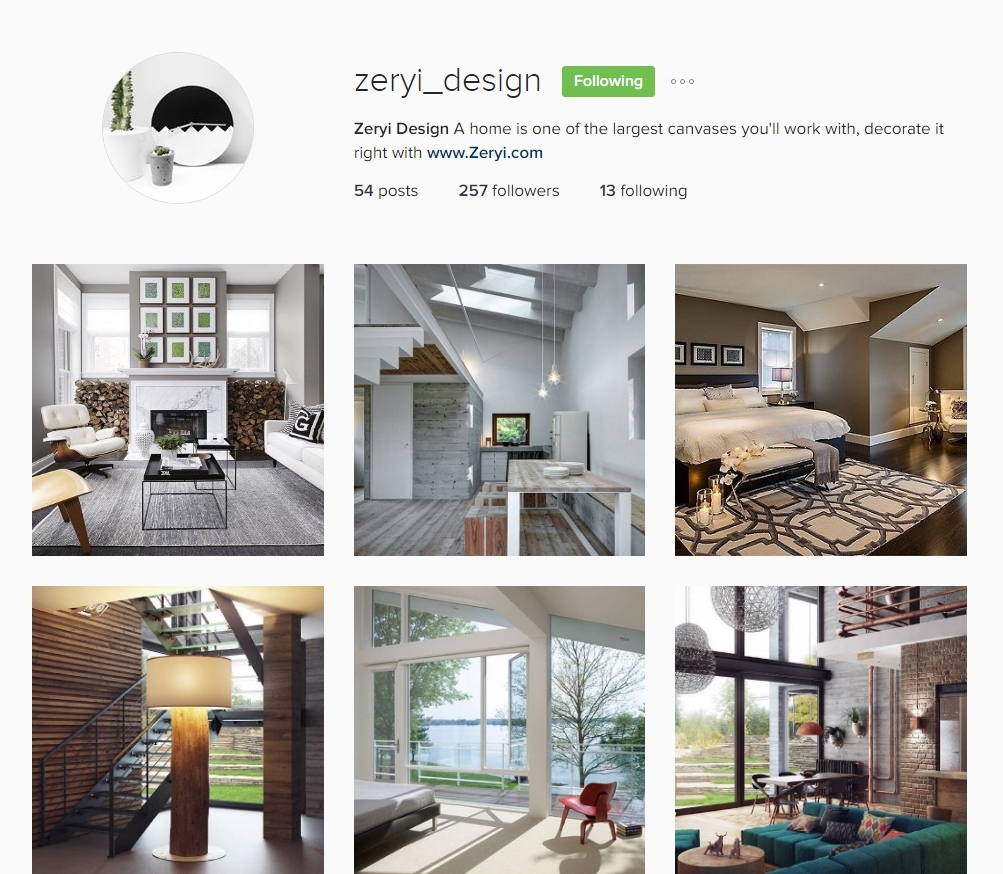 zeryi_design Following
Zeryi Design A home is one of the largest canvases you'll work with, decorate it
right with www.Zeryi.com
54 posts 257 followers 13 following
G